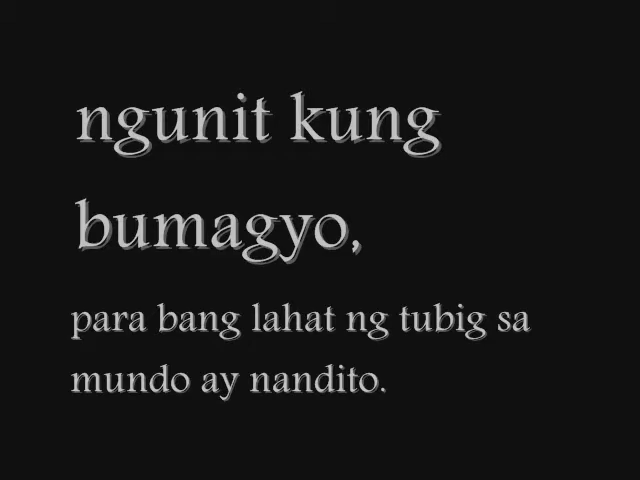 ngunit kung
bumagyo,
para bang lahat ng tubig sa
mundo ay nandito.